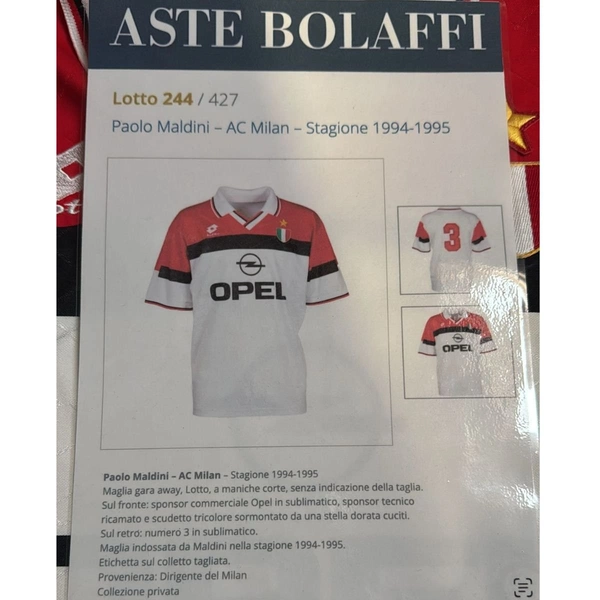 ASTE BOLAFFI
Lotto 244 / 427
Paolo Maldini – AC Milan – Stagione 1994-1995
OPEL
3
OPEL
Paolo Maldini – AC Milan – Stagione 1994-1995
Maglia gara away, Lotto, a maniche corte, senza indicazione della taglia.
Sul fronte: sponsor commerciale Opel in sublimatico, sponsor tecnico
ricamato e scudetto tricolore sormontato da una stella dorata cuciti.
Sul retro: numero 3 in sublimatico.
Maglia indossata da Maldini nella stagione 1994-1995.
Etichetta sul colletto tagliata.
Provenienza: Dirigente del Milan
Collezione privata